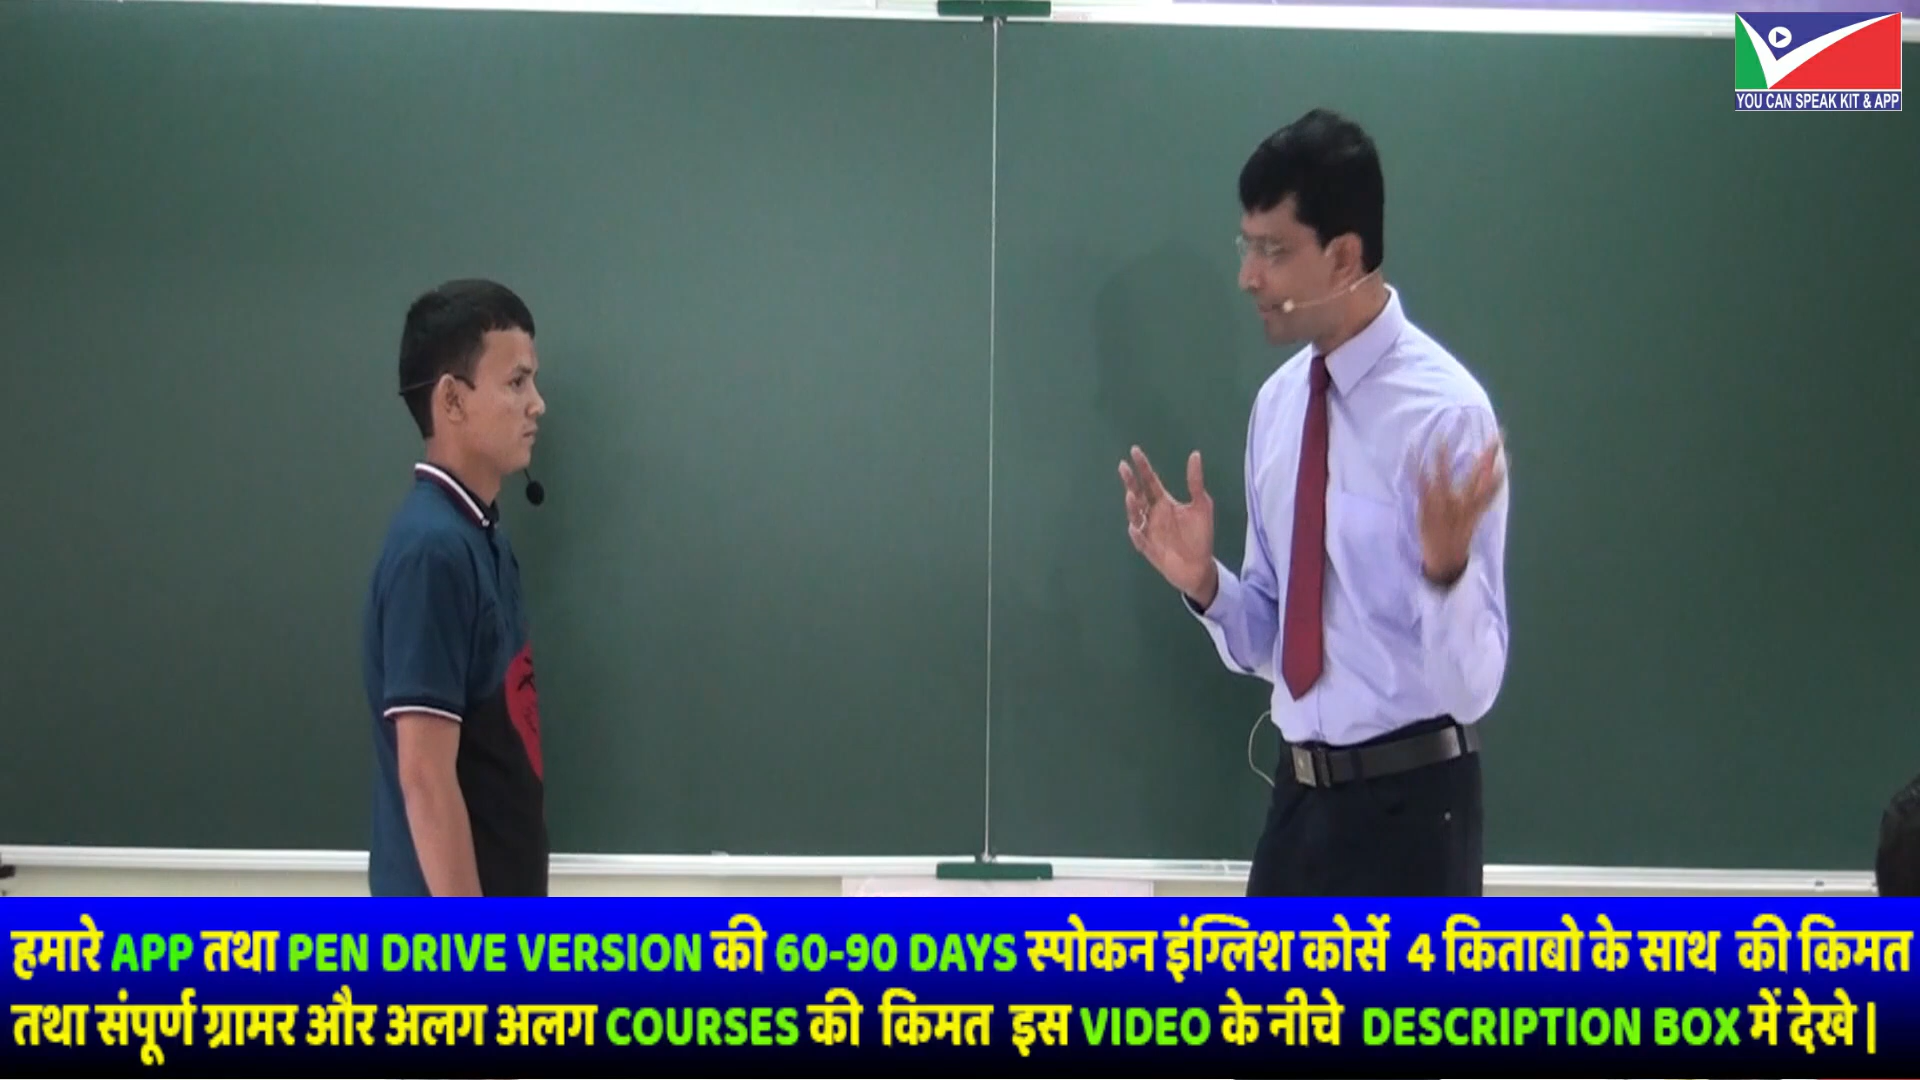 YOU CAN SPEAK KIT & APP
हमारे APP तथा PEN DRIVE VERSION की 60-90 DAYS स्पोकन इंग्लिश कोर्से 4 किताबो के साथ की किमत
तथा संपूर्ण ग्रामर और अलग अलग COURSES की किमत इस VIDEO के नीचे DESCRIPTION BOX में देखे |